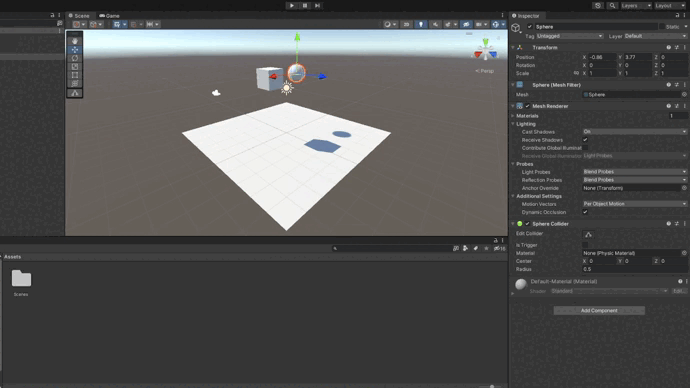 Layers
Layout
Scene
Game
2D
Persp
Assets
Scenes
Inspector
Sphere
Static
Tag Untagged Layer Default
Transform
Position X -0.86 Y 3.77 Z 0
Rotation X 0 Y 0 Z 0
Scale X 1 Y 1 Z 1
Sphere (Mesh Filter)
Mesh Sphere
Mesh Renderer
Materials 1
Lighting
Cast Shadows On
Receive Shadows
Contribute Global Illuminat
Receive Global Illumination Light Probes
Probes
Light Probes Blend Probes
Reflection Probes Blend Probes
Anchor Override None (Transform)
Additional Settings
Motion Vectors Per Object Motion
Dynamic Occlusion
Sphere Collider
Edit Collider
Is Trigger
Material None (Physic Material)
Center X 0 Y 0 Z 0
Radius 0.5
Default-Material (Material)
Shader Standard Edit...
Add Component